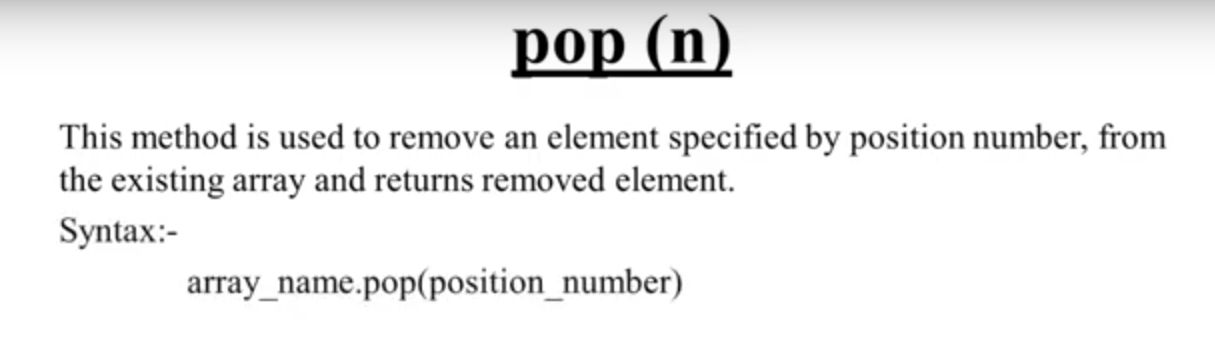 pop (n)
This method is used to remove an element specified by position number, from
the existing array and returns removed element.
Syntax:-
array_name.pop(position_number)